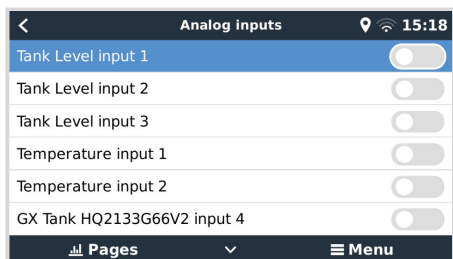 Analog inputs 15:18
Tank Level input 1
Tank Level input 2
Tank Level input 3
Temperature input 1
Temperature input 2
GX Tank HQ2133G66V2 input 4
Pages Menu